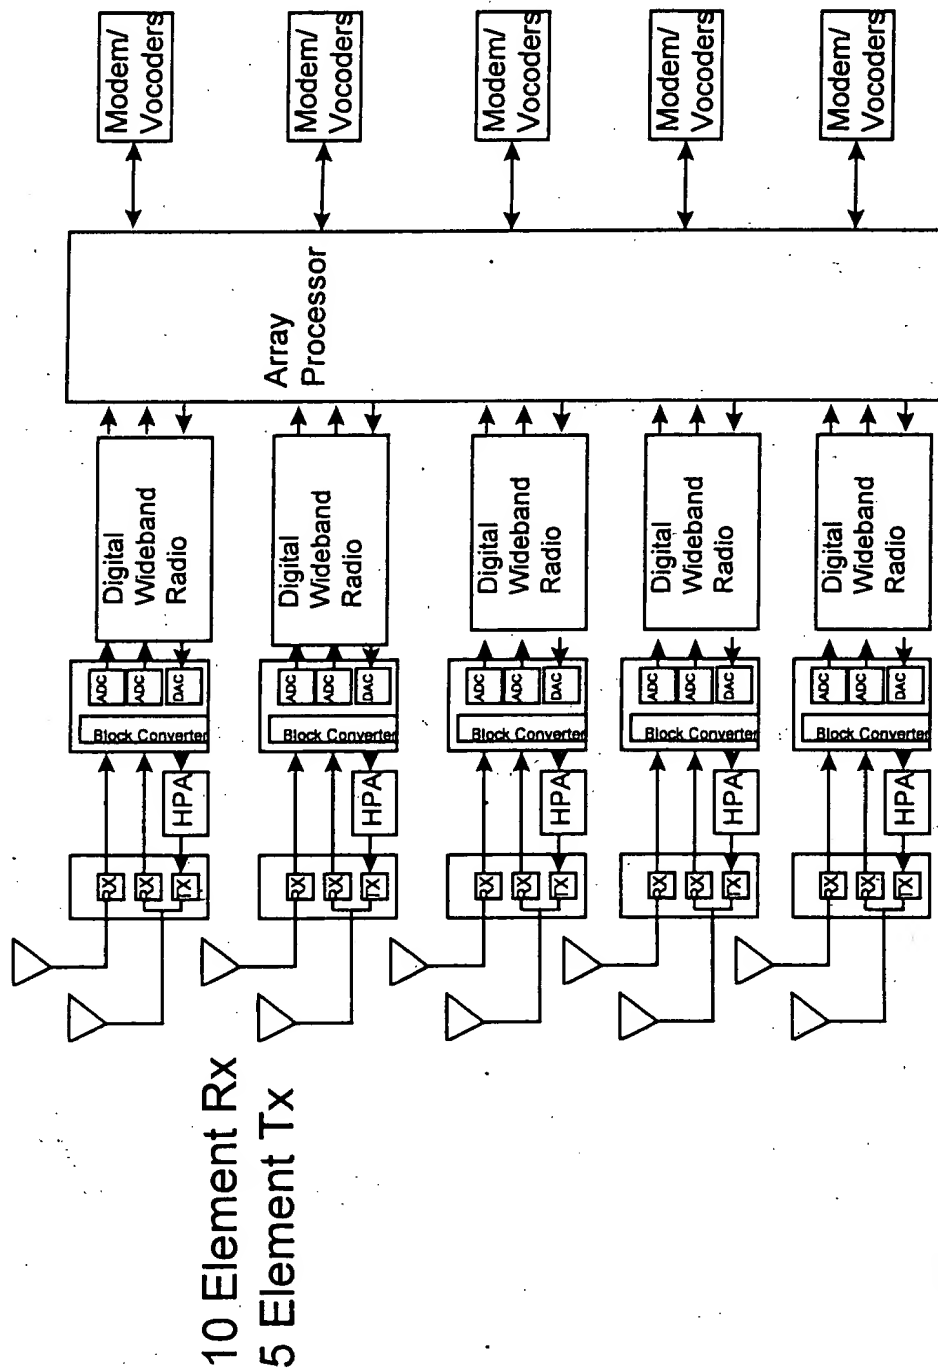 10 Element Rx
5 Element Tx
RX
RX
TX
RX
RX
TX
RX
RX
TX
RX
RX
TX
RX
RX
TX
HPA
HPA
HPA
HPA
HPA
Block Converter
Block Converter
Block Converter
Block Converter
Block Converter
ADC
ADC
DAC
ADC
ADC
DAC
ADC
ADC
DAC
ADC
ADC
DAC
ADC
ADC
DAC
Digital
Wideband
Radio
Digital
Wideband
Radio
Digital
Wideband
Radio
Digital
Wideband
Radio
Digital
Wideband
Radio
Array
Processor
Modem/
Vocoders
Modem/
Vocoders
Modem/
Vocoders
Modem/
Vocoders
Modem/
Vocoders